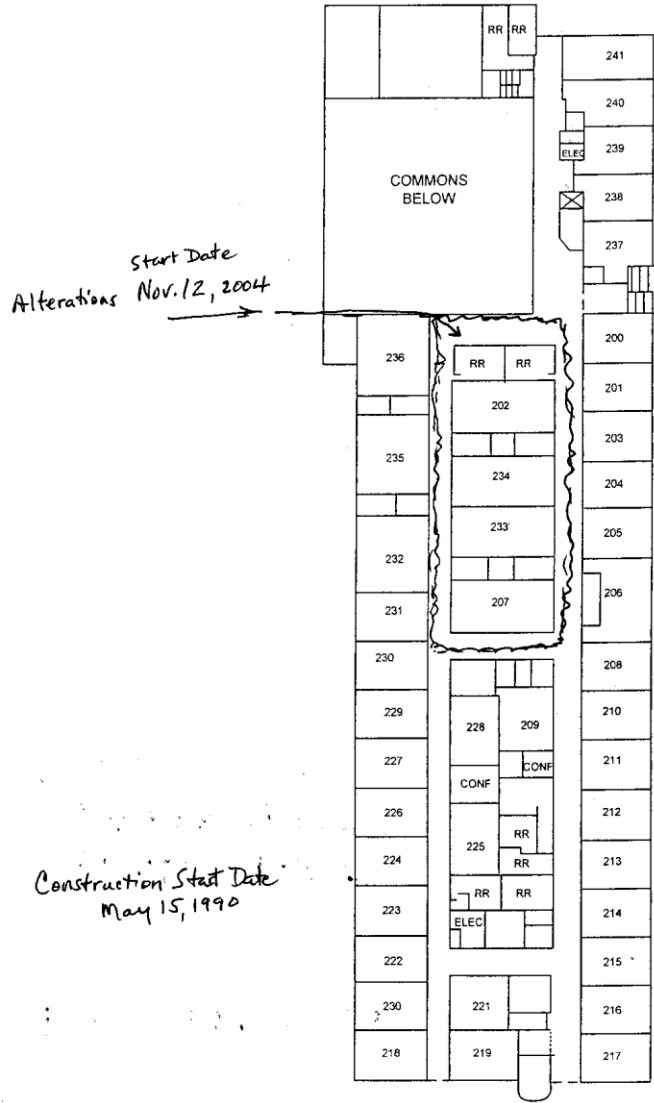 RR RR
241
240
ELEC 239
COMMONS
BELOW
238
237
Start Date
Alterations Nov. 12, 2004
200
236 RR RR
201
202
203
235 234 204
233 205
232
206
231 207
230 208
229 228 209 210
227 CONF 211
CONF
226 212
225 RR
224 RR 213
Construction Start Date
May 15, 1990
223 RR RR 214
ELEC
222 215
230 221 216
218 219 217